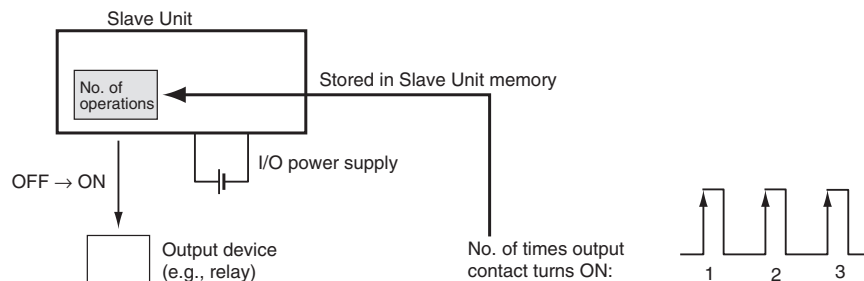 Slave Unit
No. of
operations
Stored in Slave Unit memory
I/O power supply
OFF → ON
Output device
(e.g., relay)
No. of times output
contact turns ON:
1 2 3